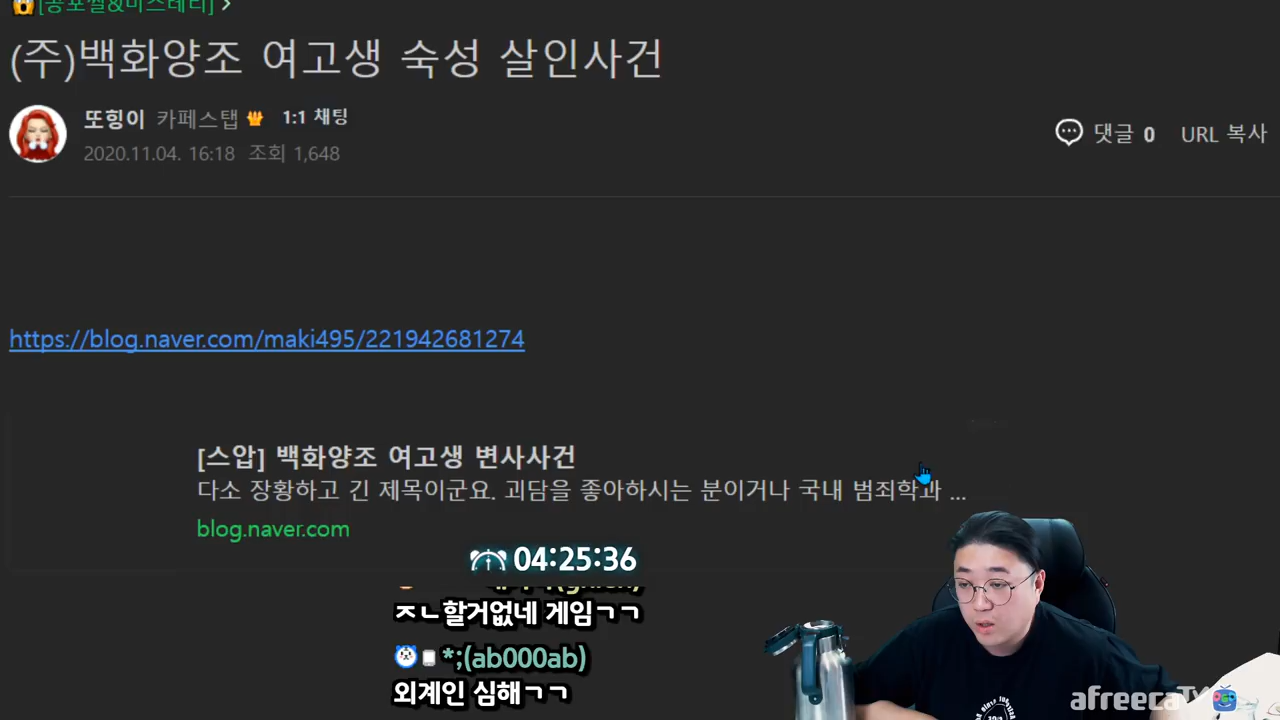 [공포썰&미스테리] >
(주)백화양조 여고생 숙성 살인사건
또힝이 카페스탭 1:1 채팅
2020.11.04. 16:18 조회 1,648
댓글 0 URL 복사
https://blog.naver.com/maki495/221942681274
[스압] 백화양조 여고생 변사사건
다소 장황하고 긴 제목이군요. 괴담을 좋아하시는 분이거나 국내 범죄학과 ...
blog.naver.com
04:25:36
ㅈㄴ할거없네 게임ㄱㄱ
*;(ab000ab)
외계인 심해ㄱㄱ
afreecaTV